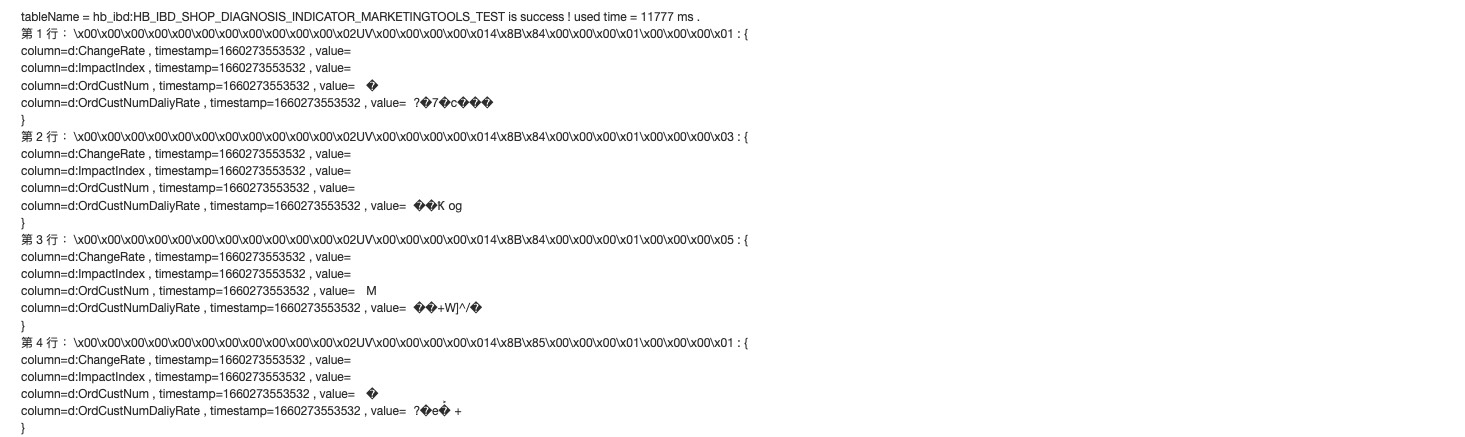 tableName = hb_ibd:HB_IBD_SHOP_DIAGNOSIS_INDICATOR_MARKETINGTOOLS_TEST is success ! used time = 11777 ms .
第 1 行： \x00\x00\x00\x00\x00\x00\x00\x00\x00\x00\x00\x02UV\x00\x00\x00\x00\x014\x8B\x84\x00\x00\x00\x01\x00\x00\x00\x01 : {
column=d:ChangeRate , timestamp=1660273553532 , value=
column=d:ImpactIndex , timestamp=1660273553532 , value=
column=d:OrdCustNum , timestamp=1660273553532 , value= �
column=d:OrdCustNumDaliyRate , timestamp=1660273553532 , value= ?�7�c���
}
第 2 行： \x00\x00\x00\x00\x00\x00\x00\x00\x00\x00\x00\x02UV\x00\x00\x00\x00\x014\x8B\x84\x00\x00\x00\x01\x00\x00\x00\x03 : {
column=d:ChangeRate , timestamp=1660273553532 , value=
column=d:ImpactIndex , timestamp=1660273553532 , value=
column=d:OrdCustNum , timestamp=1660273553532 , value=
column=d:OrdCustNumDaliyRate , timestamp=1660273553532 , value= ��K og
}
第 3 行： \x00\x00\x00\x00\x00\x00\x00\x00\x00\x00\x00\x02UV\x00\x00\x00\x00\x014\x8B\x84\x00\x00\x00\x01\x00\x00\x00\x05 : {
column=d:ChangeRate , timestamp=1660273553532 , value=
column=d:ImpactIndex , timestamp=1660273553532 , value=
column=d:OrdCustNum , timestamp=1660273553532 , value= M
column=d:OrdCustNumDaliyRate , timestamp=1660273553532 , value= ��+W]^/�
}
第 4 行： \x00\x00\x00\x00\x00\x00\x00\x00\x00\x00\x00\x02UV\x00\x00\x00\x00\x014\x8B\x85\x00\x00\x00\x01\x00\x00\x00\x01 : {
column=d:ChangeRate , timestamp=1660273553532 , value=
column=d:ImpactIndex , timestamp=1660273553532 , value=
column=d:OrdCustNum , timestamp=1660273553532 , value= �
column=d:OrdCustNumDaliyRate , timestamp=1660273553532 , value= ?�e� +
}